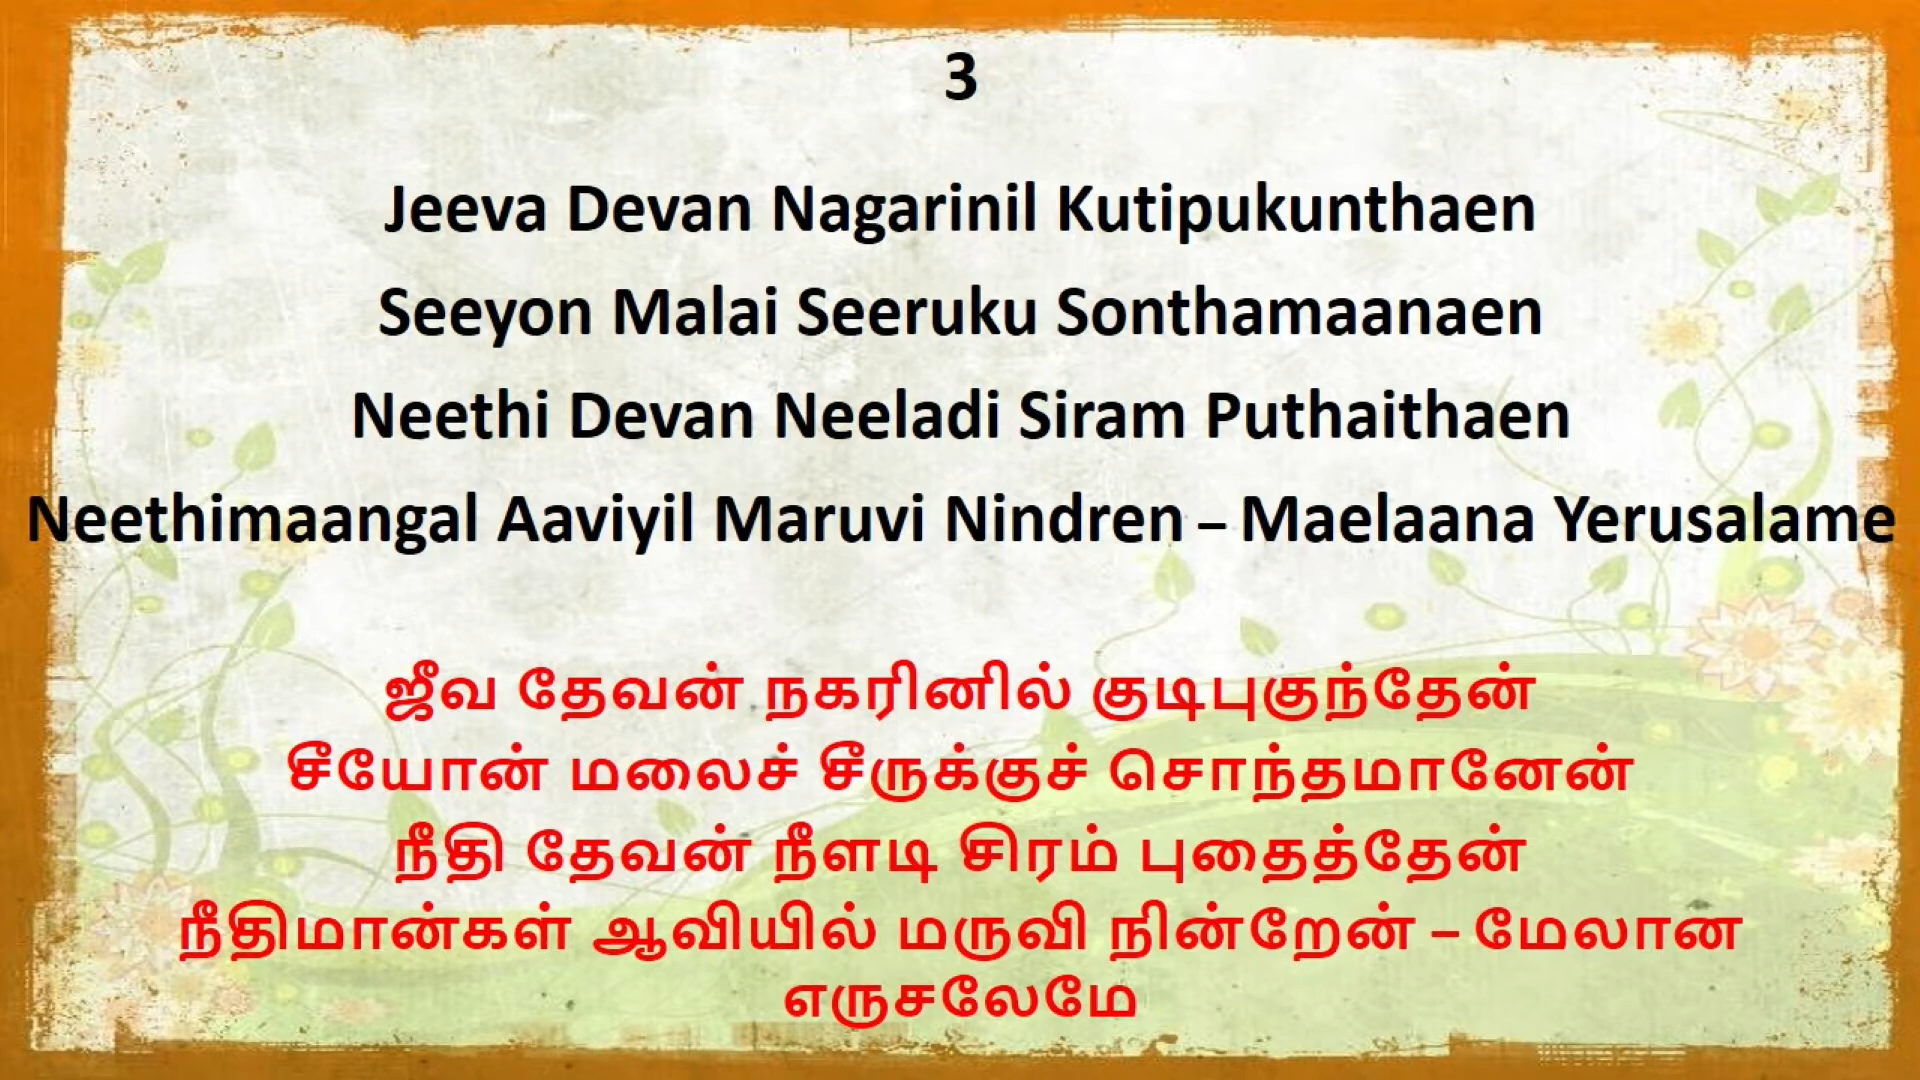 3
Jeeva Devan Nagarinil Kutipukunthaen
Seeyon Malai Seeruku Sonthamaanaen
Neethi Devan Neeladi Siram Puthaithaen
Neethimaangal Aaviyil Maruvi Nindren – Maelaana Yerusalame
ஜீவ தேவன் நகரினில் குடிபுகுந்தேன்
சீயோன் மலைச் சீருக்குச் சொந்தமானேன்
நீதி தேவன் நீளடி சிரம் புதைத்தேன்
நீதிமான்கள் ஆவியில் மருவி நின்றேன் – மேலான
எருசலேமே